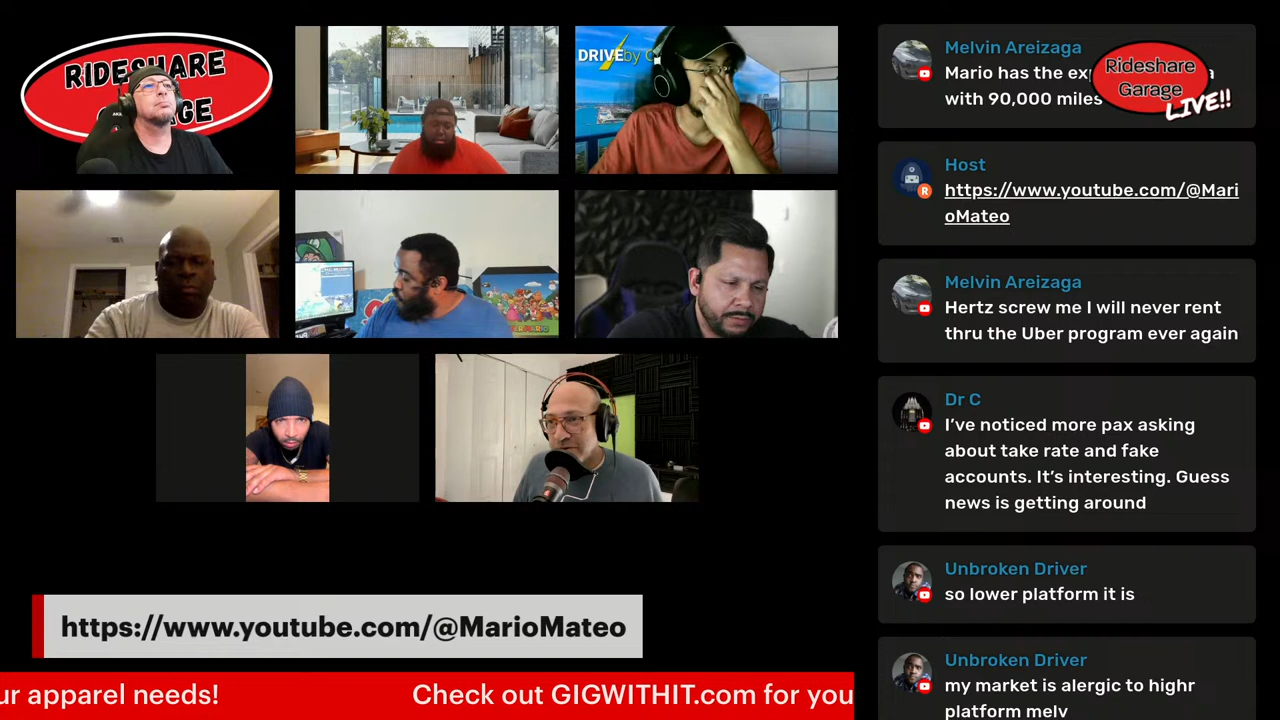 RIDESHARE
GARAGE
DRIVEby
Melvin Areizaga
Mario has the
with 90,000 miles
Rideshare
Garage
LIVE!!
Host
https://www.youtube.com/@Mari
oMateo
Melvin Areizaga
Hertz screw me I will never rent
thru the Uber program ever again
Dr C
I've noticed more pax asking
about take rate and fake
accounts. It's interesting. Guess
news is getting around
Unbroken Driver
so lower platform it is
Unbroken Driver
my market is alergic to highr
platform melv
https://www.youtube.com/@MarioMateo
ur apparel needs!
Check out GIGWITHIT.com for you